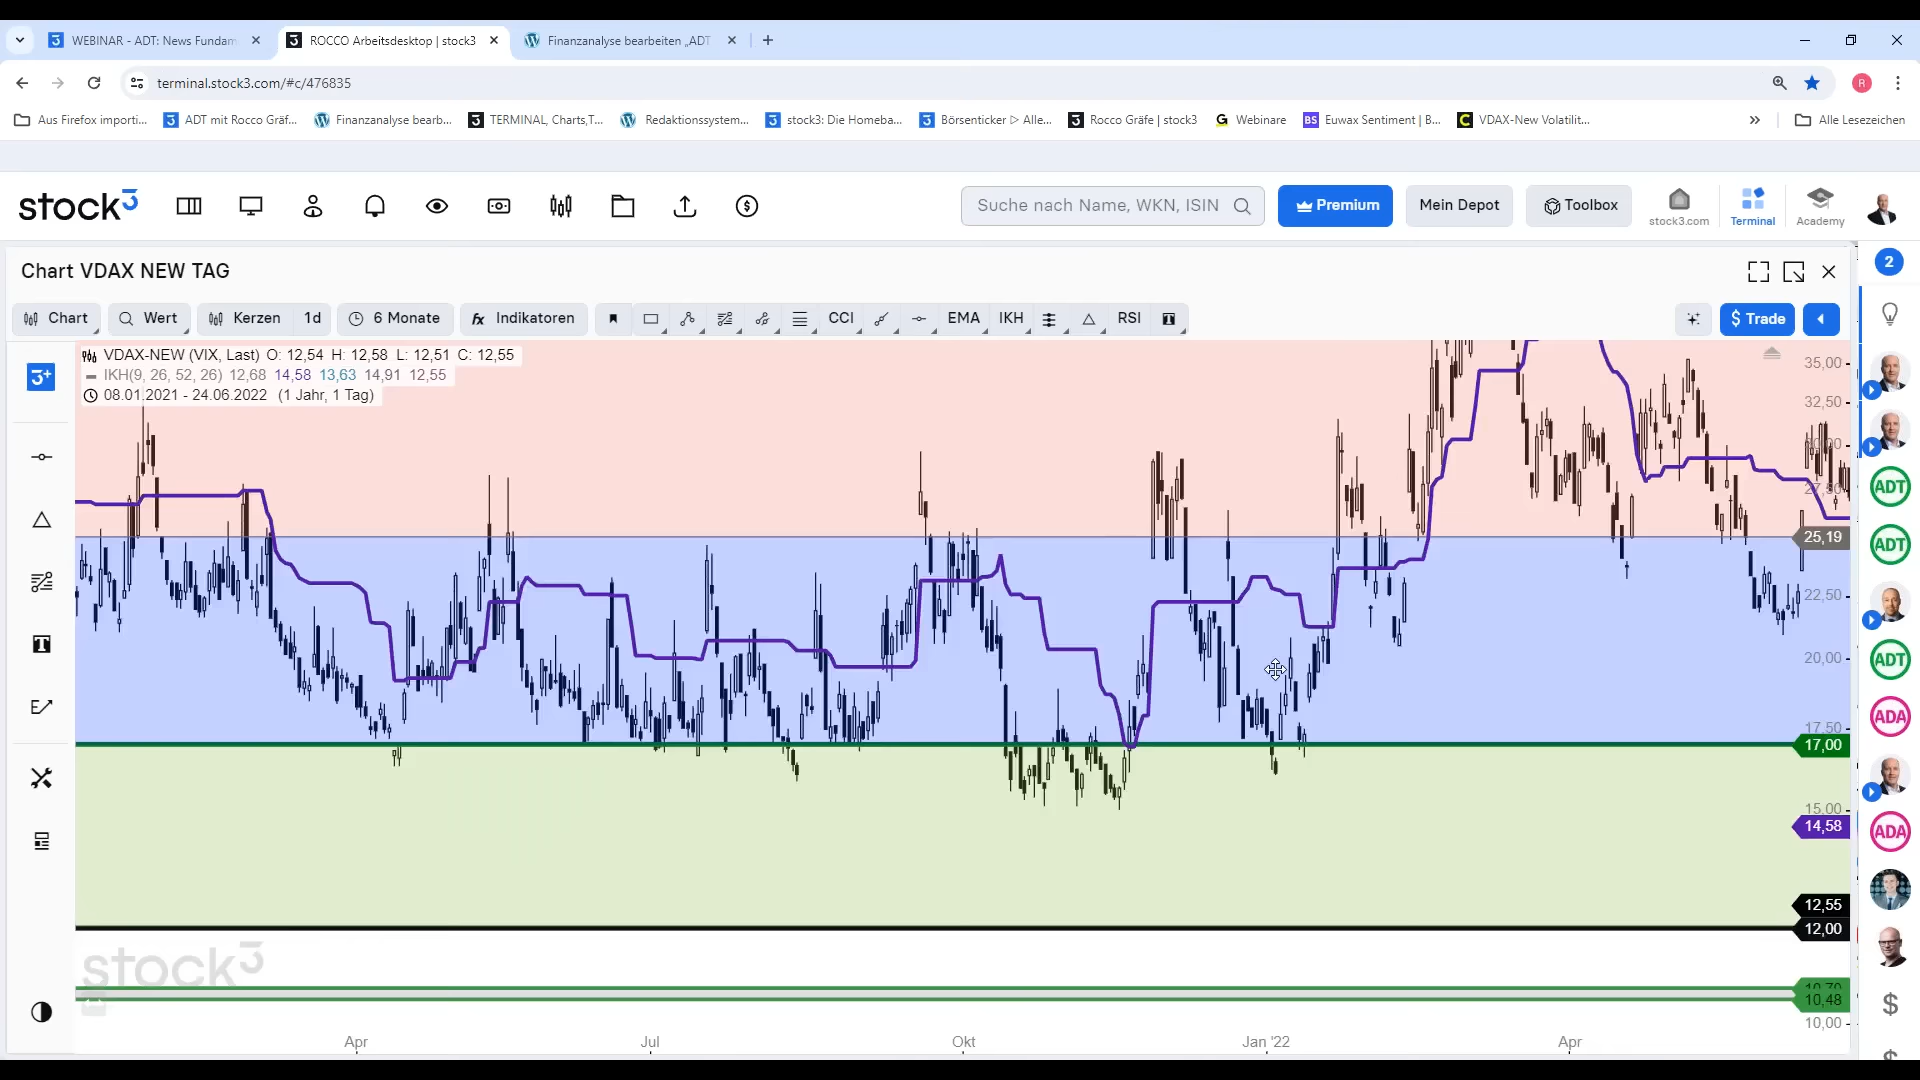 WEBINAR - ADT: News Fundam
ROCCO Arbeitsdesktop | stock3
Finanzanalyse bearbeiten „ADT
terminal.stock3.com/#c/476835
R
Aus Firefox importi...
ADT mit Rocco Gräf...
Finanzanalyse bearb...
TERMINAL, Charts,T...
Redaktionssystem...
stock3: Die Homeba...
Börsenticker ▷ Alle...
Rocco Gräfe | stock3
Webinare
BS Euwax Sentiment | B...
VDAX-New Volatilit...
Alle Lesezeichen
stock3
Suche nach Name, WKN, ISIN
Premium
Mein Depot
Toolbox
stock3.com
Terminal
Academy
Chart VDAX NEW TAG
2
Chart
Wert
Kerzen
1d
6 Monate
fx Indikatoren
CCI
EMA
IKH
RSI
$ Trade
VDAX-NEW (VIX, Last) O: 12,54 H: 12,58 L: 12,51 C: 12,55
IKH(9, 26, 52, 26) 12,68 14,58 13,63 14,91 12,55
08.01.2021 - 24.06.2022 (1 Jahr, 1 Tag)
3+
35,00
32,50
25,19
22,50
20,00
17,50
17,00
15,00
14,58
12,55
12,00
10,48
10,00
ADT
ADT
ADT
ADA
ADA
stock3
Apr
Jul
Okt
Jan '22
Apr